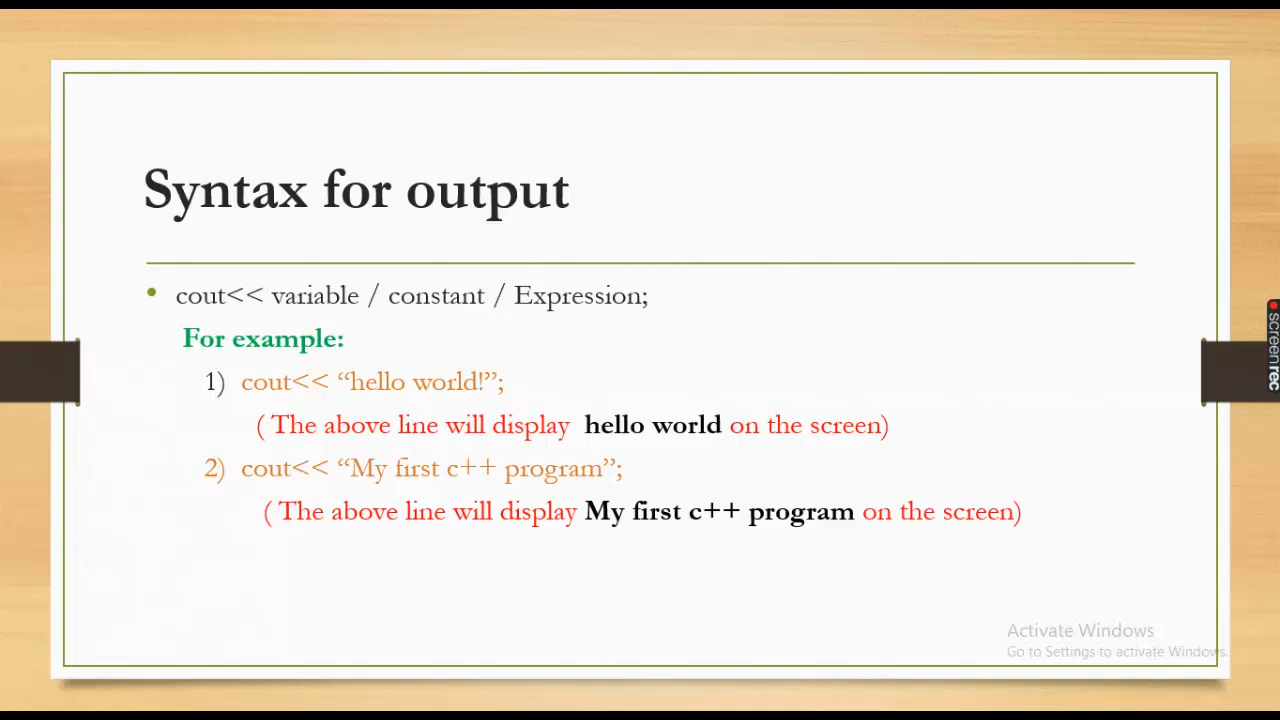 Syntax for output
• cout<< variable / constant / Expression;
For example:
1) cout<< “hello world!”;
( The above line will display hello world on the screen)
2) cout<< “My first c++ program”;
( The above line will display My first c++ program on the screen)
Activate Windows
Go to Settings to activate Windows.
screenrec